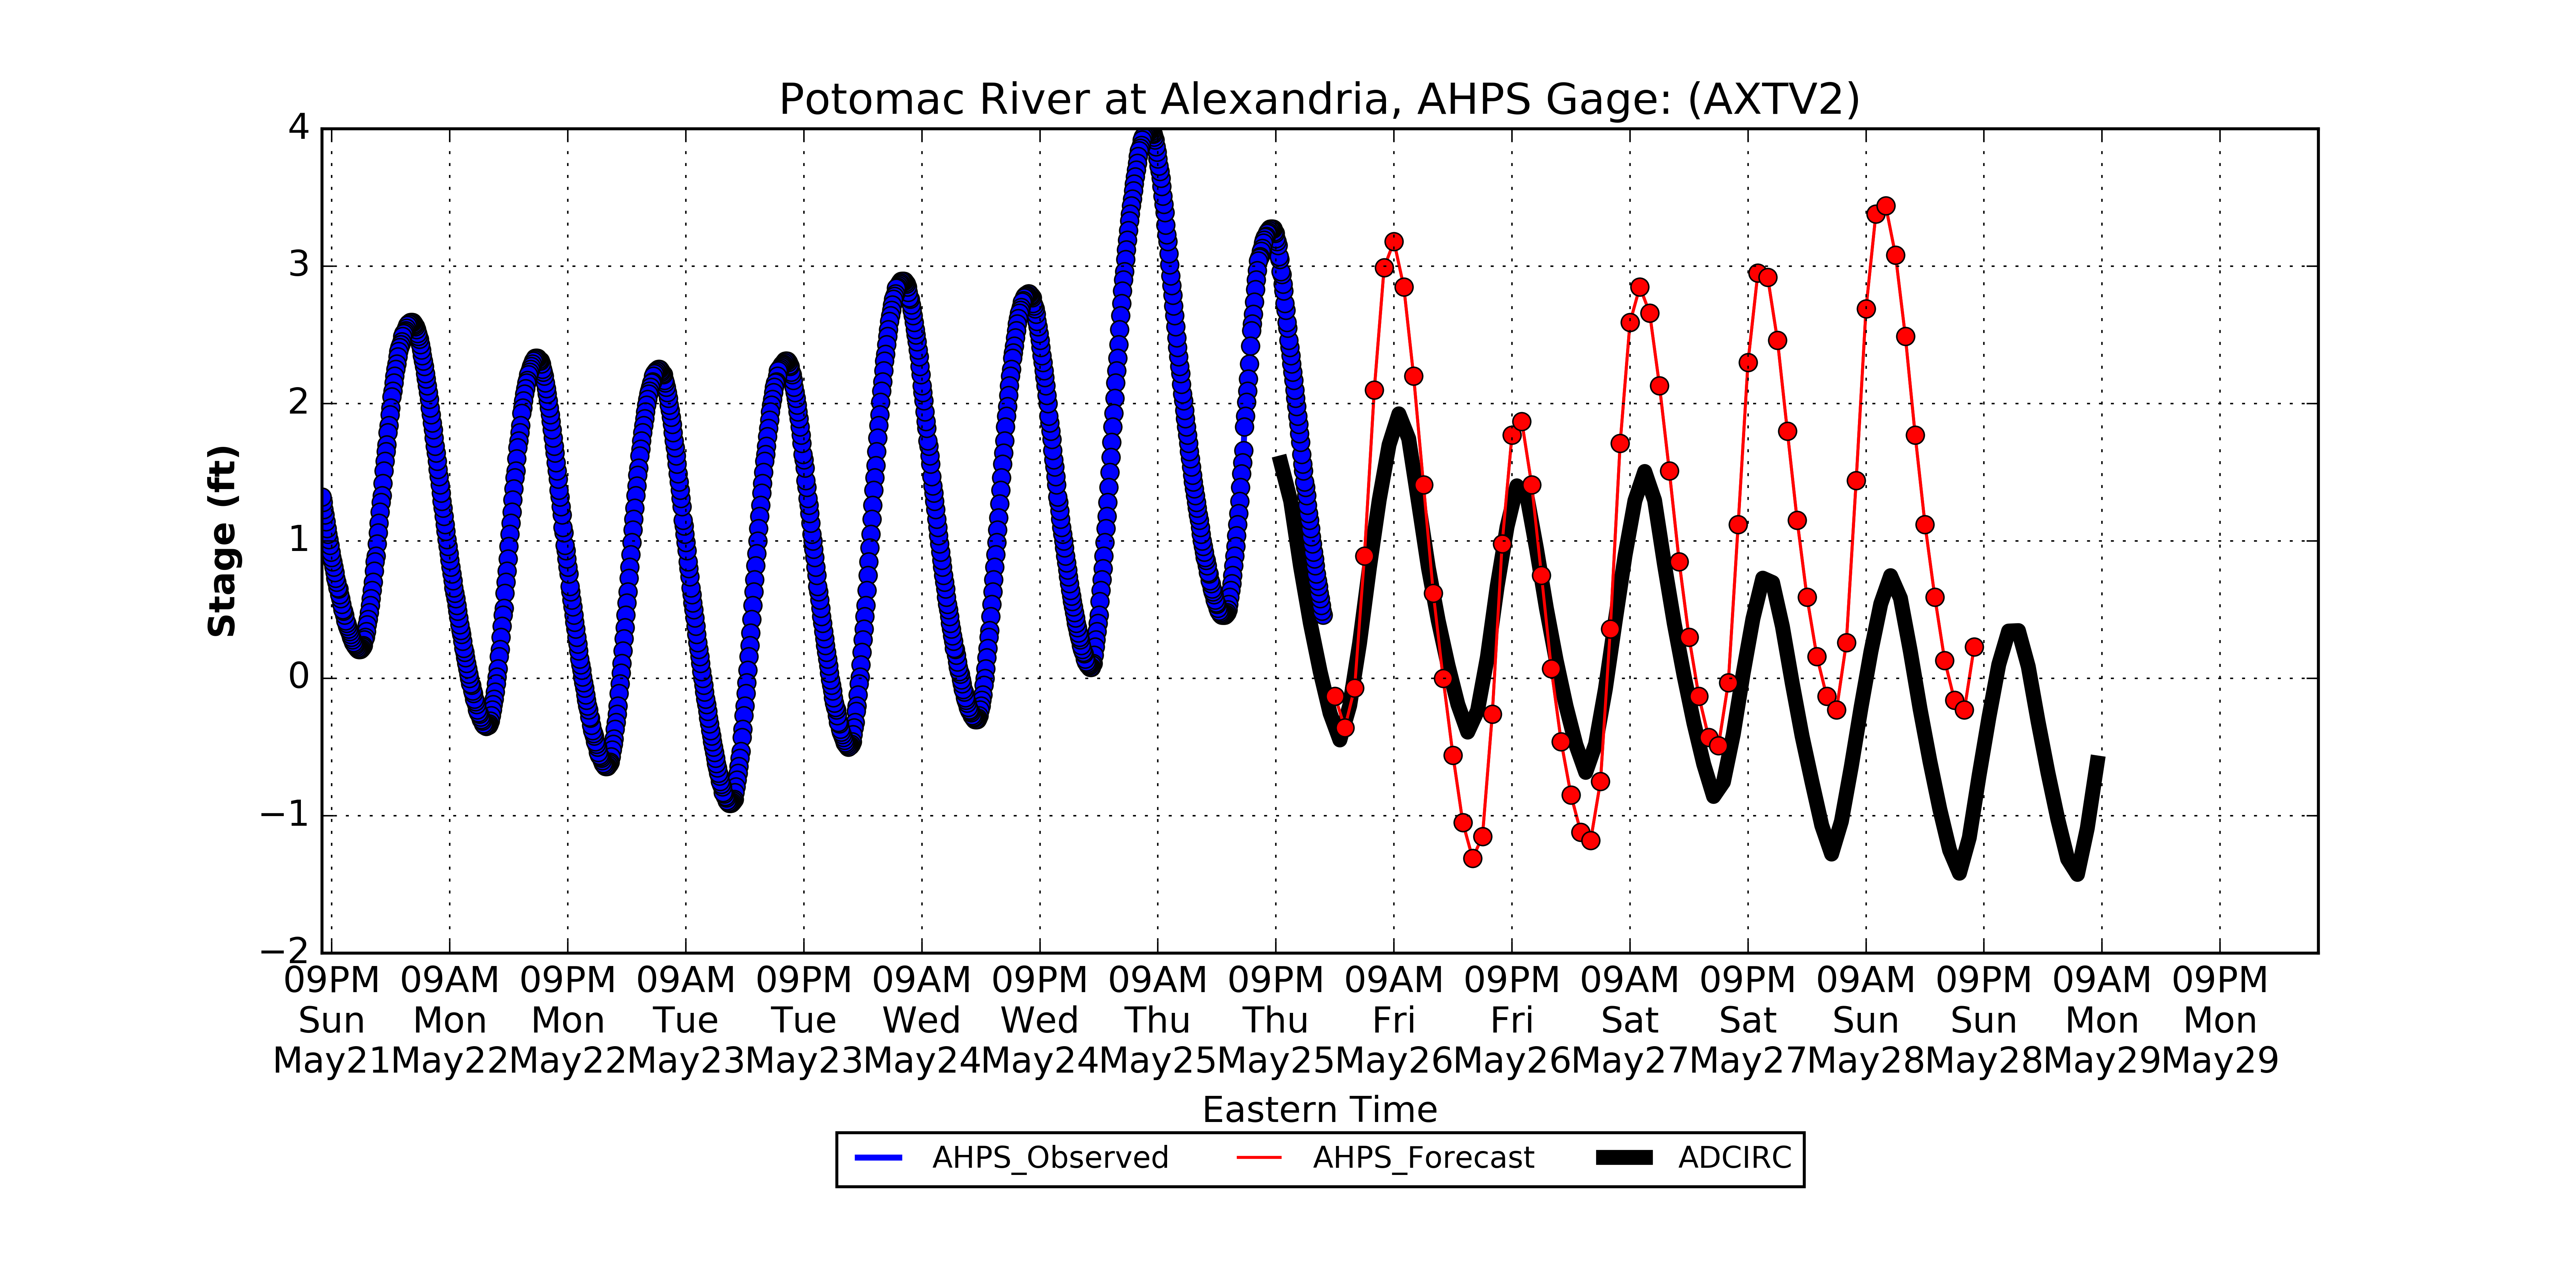 Potomac River at Alexandria, AHPS Gage: (AXTV2)
4
3
2
1
0
−1
−2
Stage (ft)
09PM 09AM 09PM 09AM 09PM 09AM 09PM 09AM 09PM 09AM 09PM 09AM 09PM 09AM 09PM 09AM 09PM
Sun Mon Mon Tue Tue Wed Wed Thu Thu Fri Fri Sat Sat Sun Sun Mon Mon
May21 May22 May22 May23 May23 May24 May24 May25 May25 May26 May26 May27 May27 May28 May28 May29 May29
Eastern Time
AHPS_Observed AHPS_Forecast ADCIRC